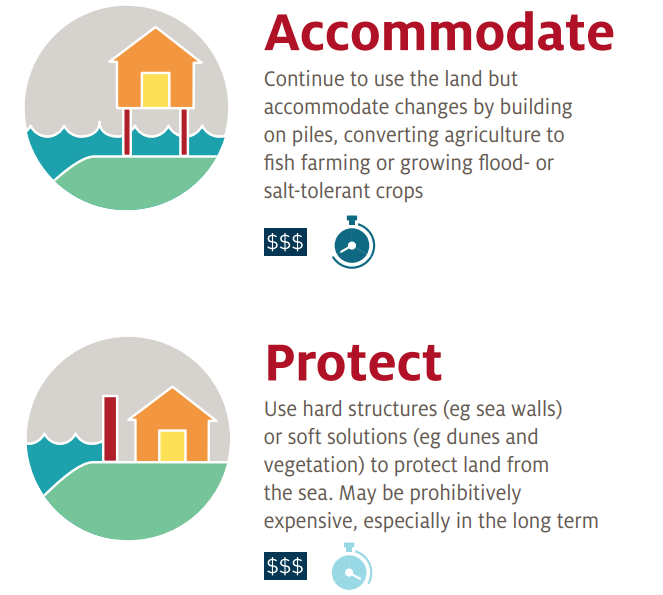 Accommodate
Continue to use the land but
accommodate changes by building
on piles, converting agriculture to
fish farming or growing flood- or
salt-tolerant crops
$$$
Protect
Use hard structures (eg sea walls)
or soft solutions (eg dunes and
vegetation) to protect land from
the sea. May be prohibitively
expensive, especially in the long term
$$$